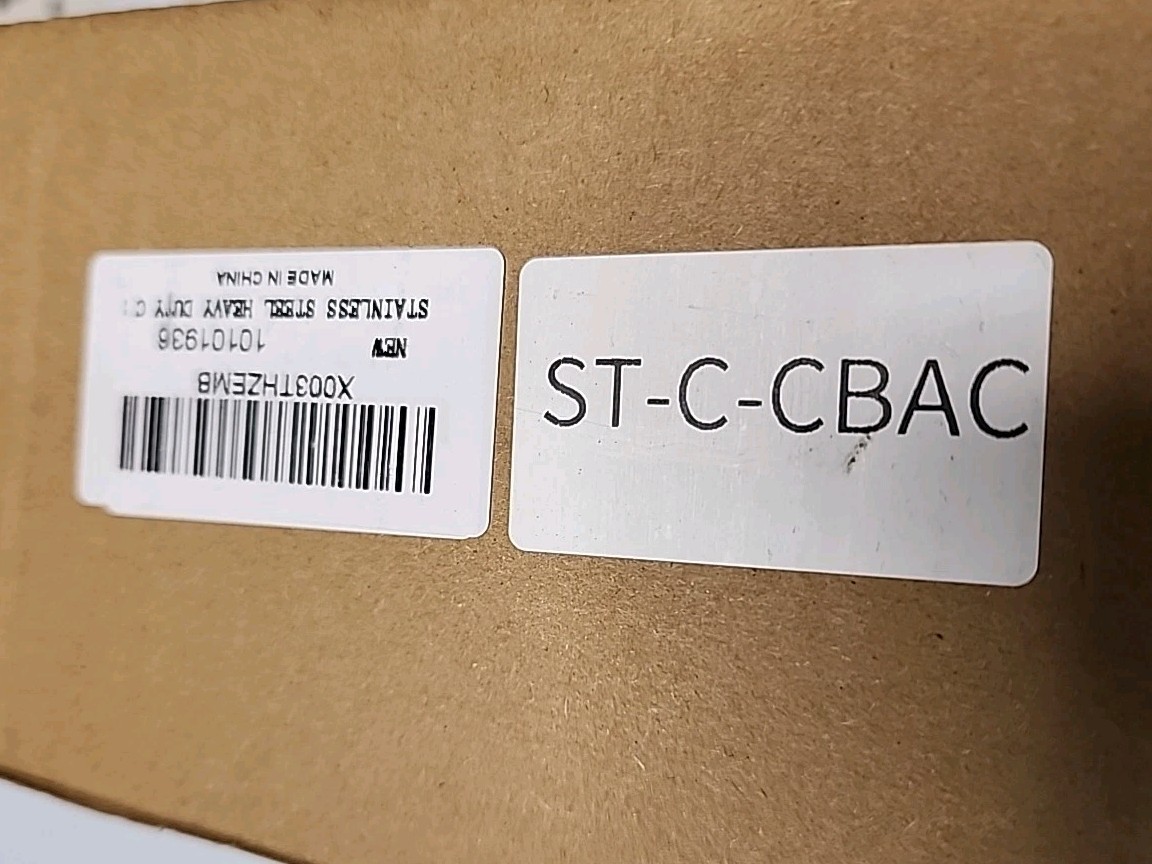 X003THZEMB
NEW 10101936
STAINLESS STEEL HEAVY DUTY
MADE IN CHINA
ST-C-CBAC